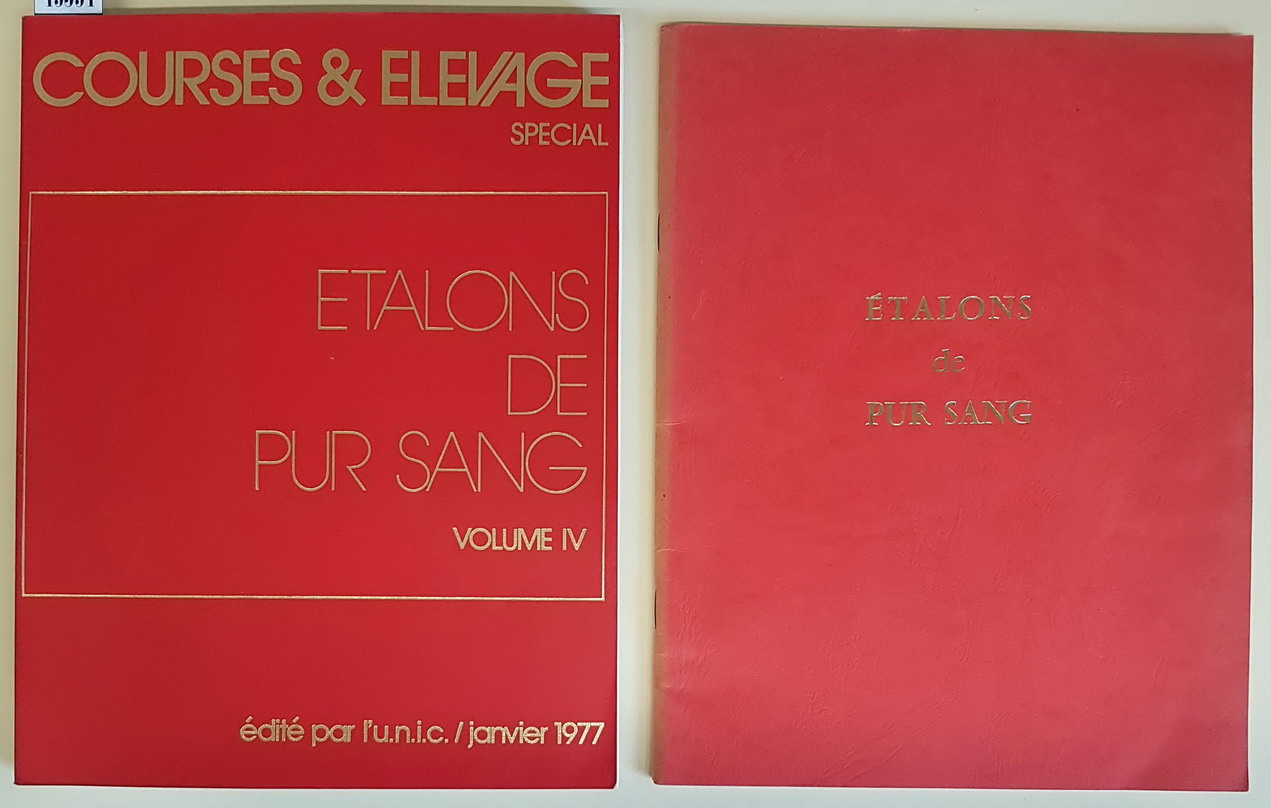 COURSES & ELEVAGE
SPECIAL
ETALONS
DE
PUR SANG
VOLUME IV
édité par l'u.n.i.c. / janvier 1977
ÉTALONS
de
PUR SANG